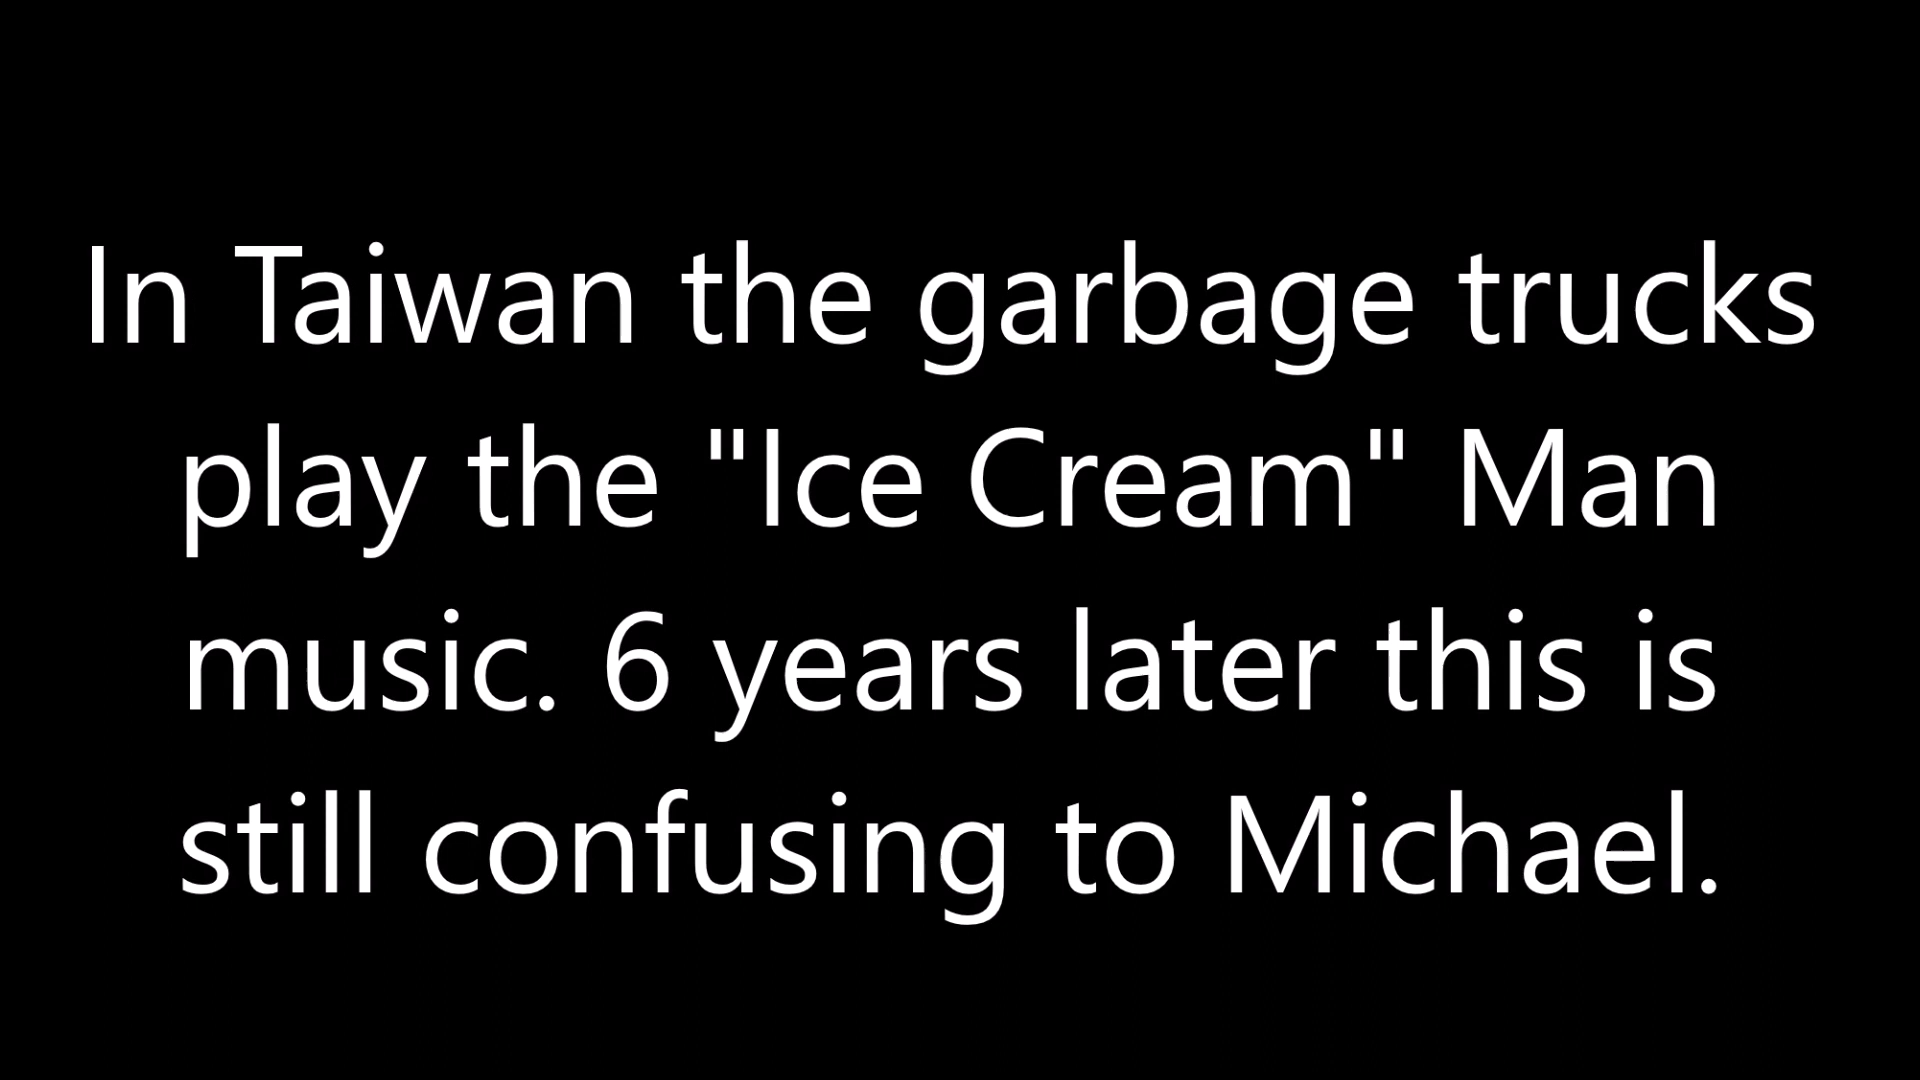 In Taiwan the garbage trucks
play the "Ice Cream" Man
music. 6 years later this is
still confusing to Michael.